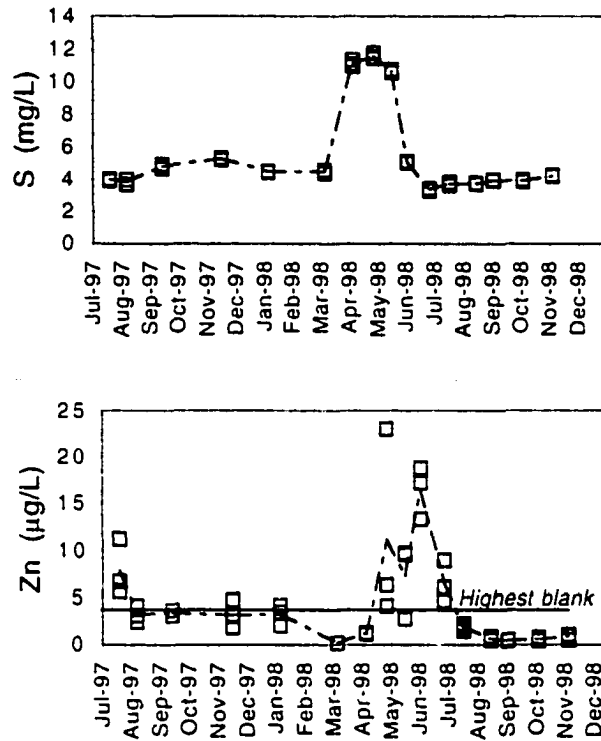 14
12
10
8
6
4
2
0
S (mg/L)
Jul-97
Aug-97
Sep-97
Oct-97
Nov-97
Dec-97
Jan-98
Feb-98
Mar-98
Apr-98
May-98
Jun-98
Jul-98
Aug-98
Sep-98
Oct-98
Nov-98
Dec-98
25
20
15
10
5
0
Zn (µg/L)
Highest blank
Jul-97
Aug-97
Sep-97
Oct-97
Nov-97
Dec-97
Jan-98
Feb-98
Mar-98
Apr-98
May-98
Jun-98
Jul-98
Aug-98
Sep-98
Oct-98
Nov-98
Dec-98